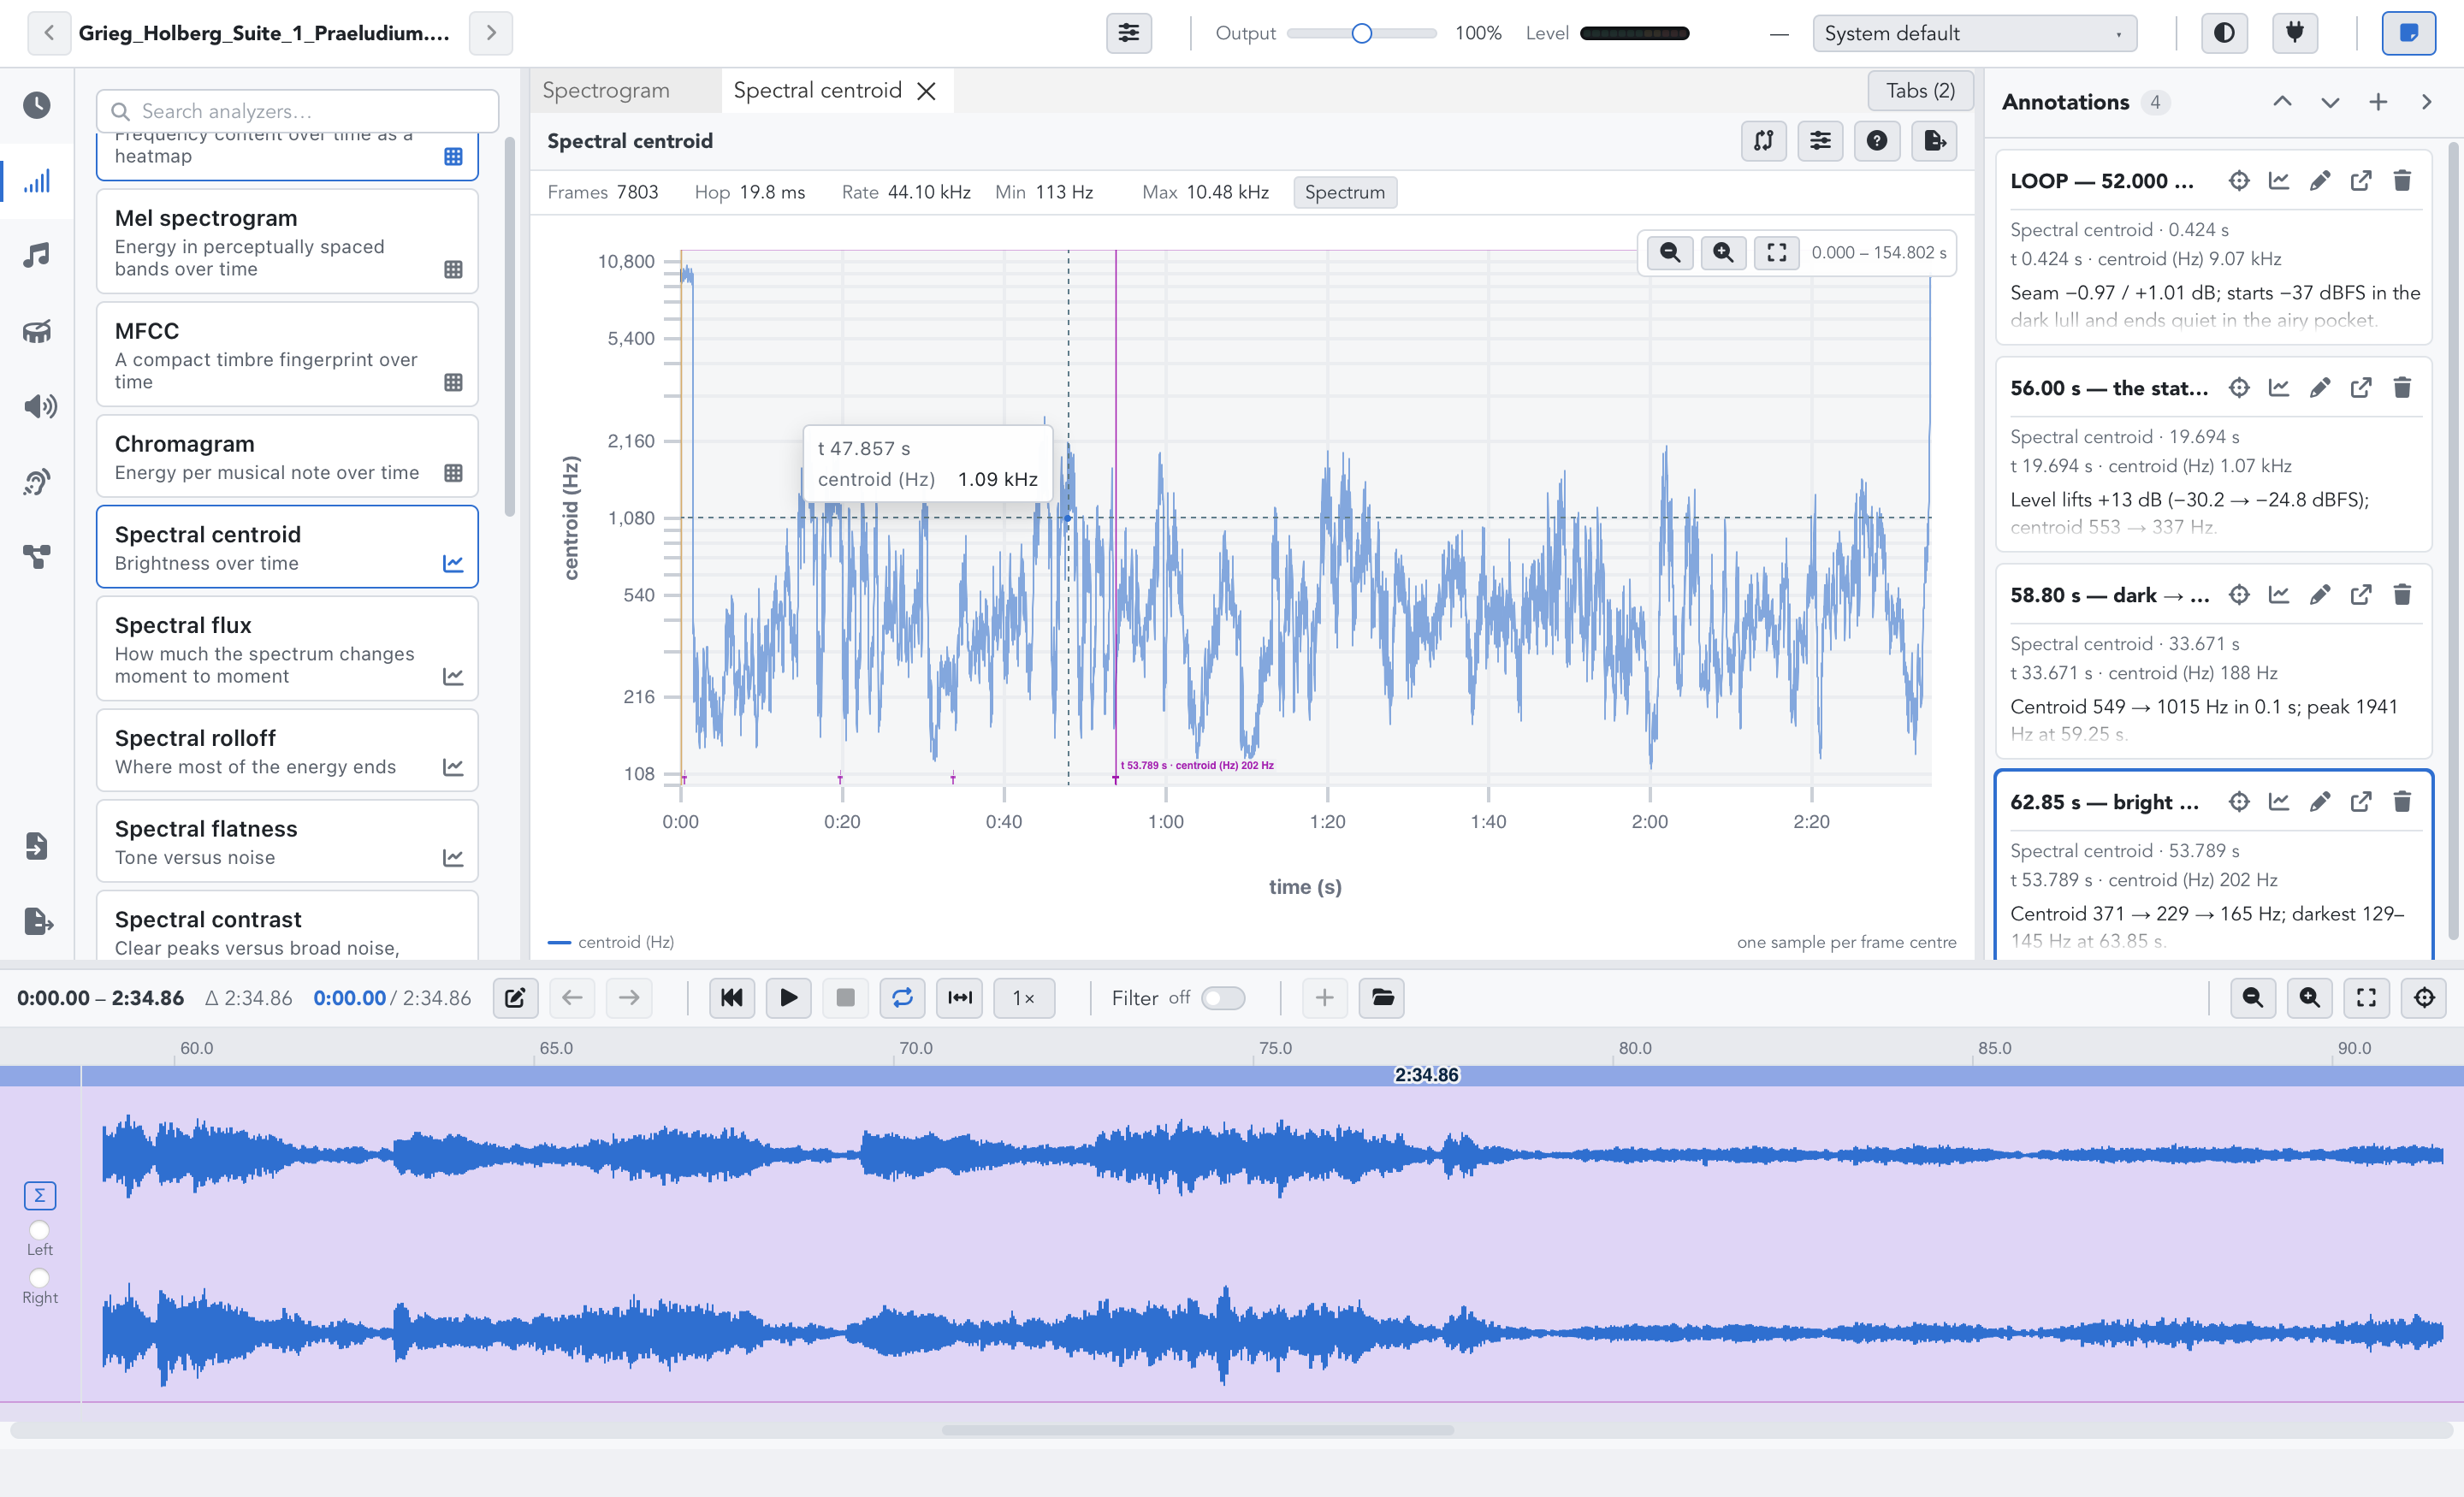 Grieg_Holberg_Suite_1_Praeludium....
Output
100%
Level
—
System default
Search analyzers...
Frequency content over time as a
heatmap
Mel spectrogram
Energy in perceptually spaced
bands over time
MFCC
A compact timbre fingerprint over
time
Chromagram
Energy per musical note over time
Spectral centroid
Brightness over time
Spectral flux
How much the spectrum changes
moment to moment
Spectral rolloff
Where most of the energy ends
Spectral flatness
Tone versus noise
Spectral contrast
Clear peaks versus broad noise,
Spectrogram
Spectral centroid
Tabs (2)
Spectral centroid
Frames 7803 Hop 19.8 ms Rate 44.10 kHz Min 113 Hz Max 10.48 kHz Spectrum
0.000 – 154.802 s
10,800
5,400
2,160
1,080
540
216
108
centroid (Hz)
t 47.857 s
centroid (Hz) 1.09 kHz
t 53.789 s · centroid (Hz) 202 Hz
0:00
0:20
0:40
1:00
1:20
1:40
2:00
2:20
time (s)
centroid (Hz)
one sample per frame centre
Annotations 4
LOOP — 52.000 ...
Spectral centroid · 0.424 s
t 0.424 s · centroid (Hz) 9.07 kHz
Seam −0.97 / +1.01 dB; starts −37 dBFS in the
dark lull and ends quiet in the airy pocket.
56.00 s — the stat...
Spectral centroid · 19.694 s
t 19.694 s · centroid (Hz) 1.07 kHz
Level lifts +13 dB (−30.2 → −24.8 dBFS);
centroid 553 → 337 Hz.
58.80 s — dark → ...
Spectral centroid · 33.671 s
t 33.671 s · centroid (Hz) 188 Hz
Centroid 549 → 1015 Hz in 0.1 s; peak 1941
Hz at 59.25 s.
62.85 s — bright ...
Spectral centroid · 53.789 s
t 53.789 s · centroid (Hz) 202 Hz
Centroid 371 → 229 → 165 Hz; darkest 129–
145 Hz at 63.85 s.
0:00.00 – 2:34.86 Δ 2:34.86 0:00.00 / 2:34.86
1×
Filter off
60.0
65.0
70.0
75.0
80.0
85.0
90.0
2:34.86
Σ
Left
Right